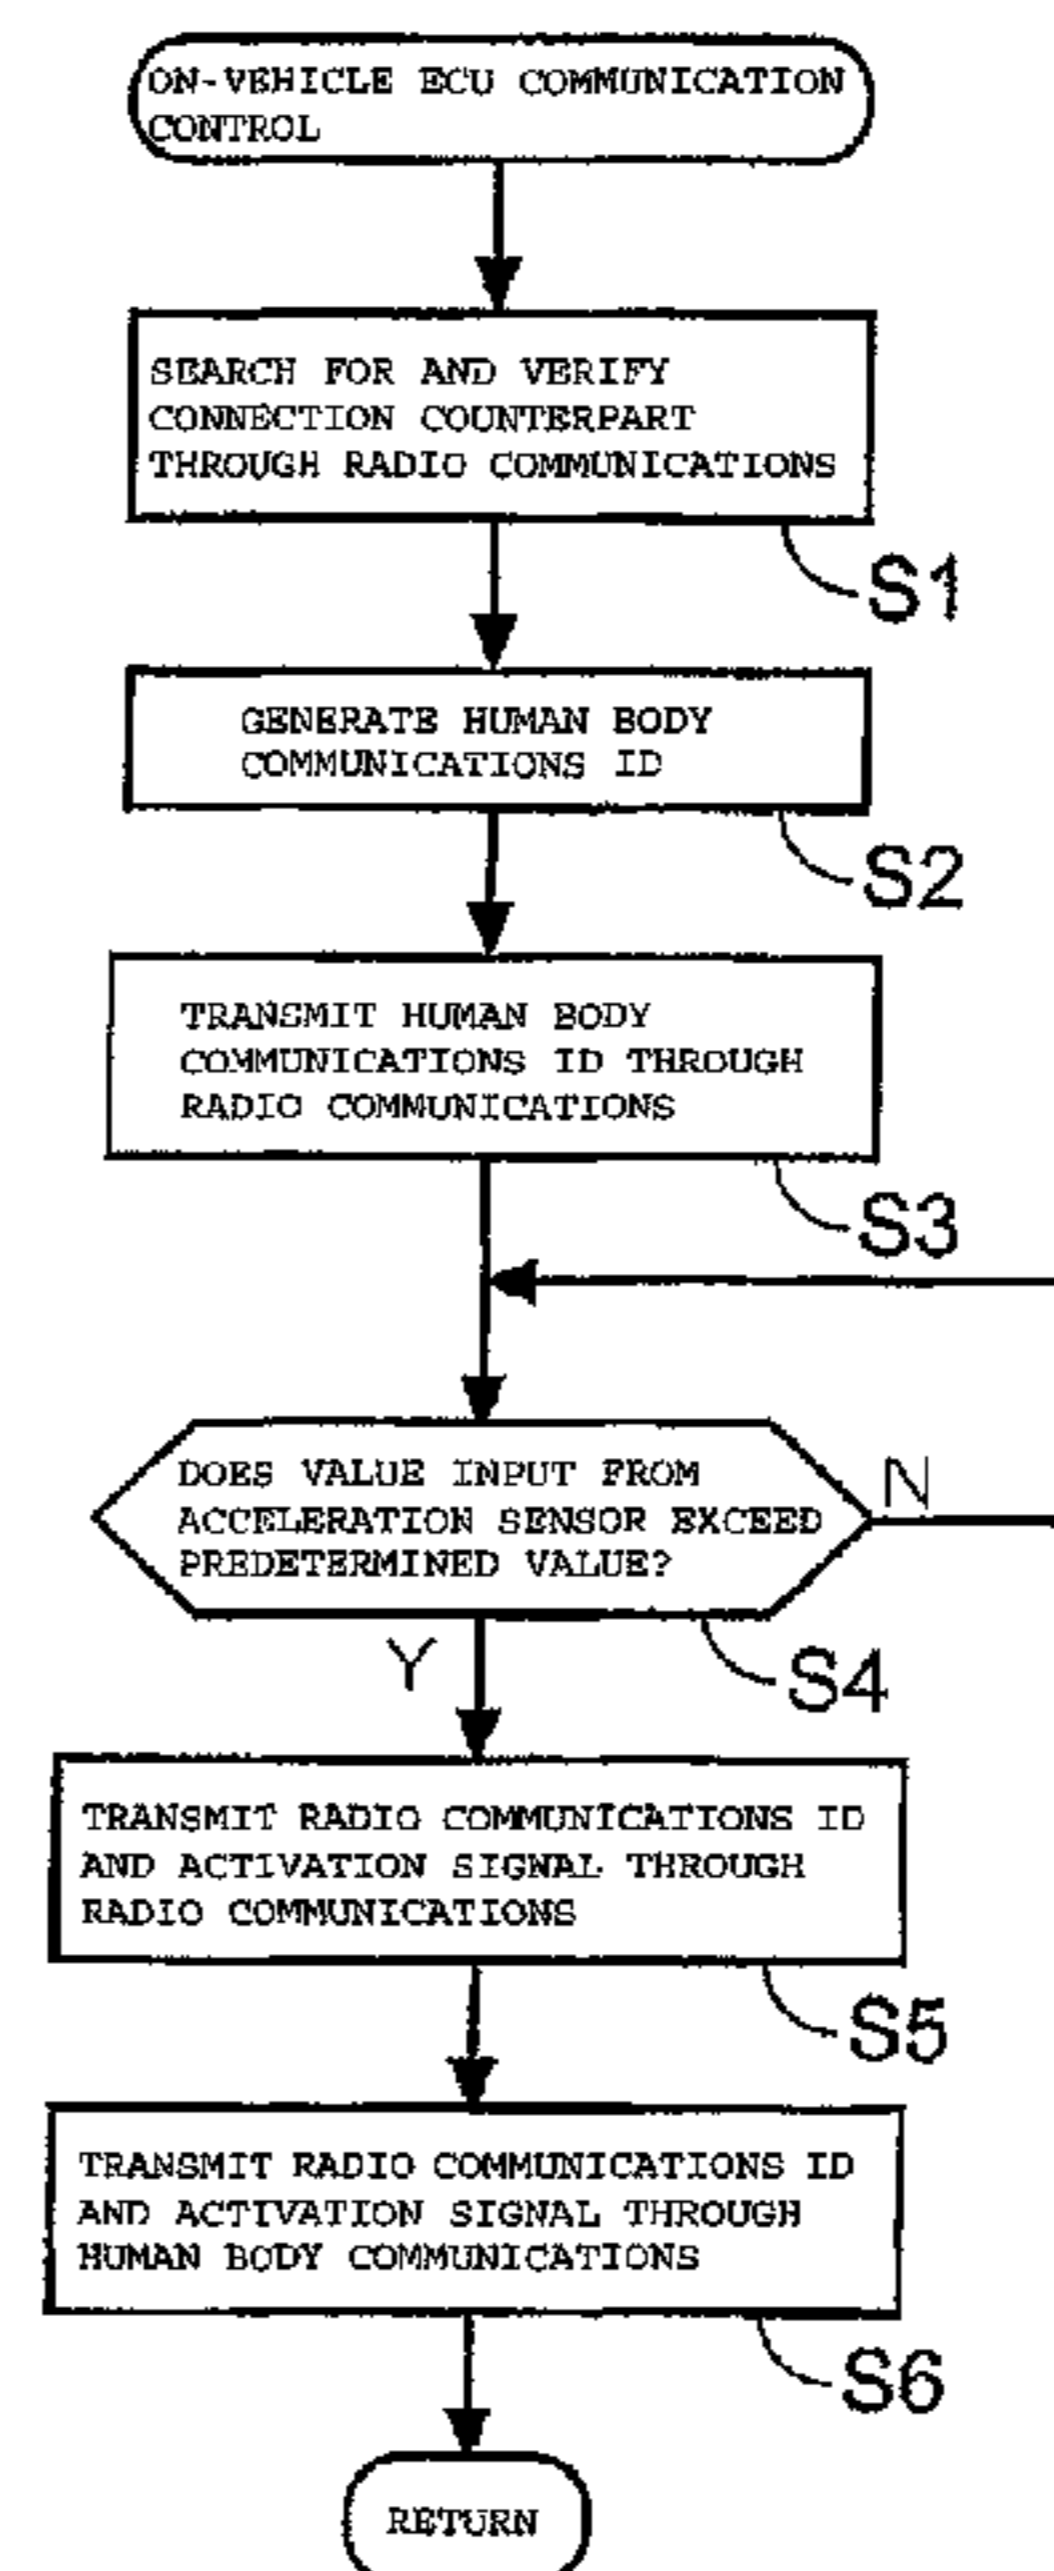 ON-VEHICLE ECU COMMUNICATION
CONTROL
SEARCH FOR AND VERIFY
CONNECTION COUNTERPART
THROUGH RADIO COMMUNICATIONS
S1
GENERATE HUMAN BODY
COMMUNICATIONS ID
S2
TRANSMIT HUMAN BODY
COMMUNICATIONS ID THROUGH
RADIO COMMUNICATIONS
S3
DOES VALUE INPUT FROM
ACCELERATION SENSOR EXCEED
PREDETERMINED VALUE?
N
Y
S4
TRANSMIT RADIO COMMUNICATIONS ID
AND ACTIVATION SIGNAL THROUGH
RADIO COMMUNICATIONS
S5
TRANSMIT RADIO COMMUNICATIONS ID
AND ACTIVATION SIGNAL THROUGH
HUMAN BODY COMMUNICATIONS
S6
RETURN